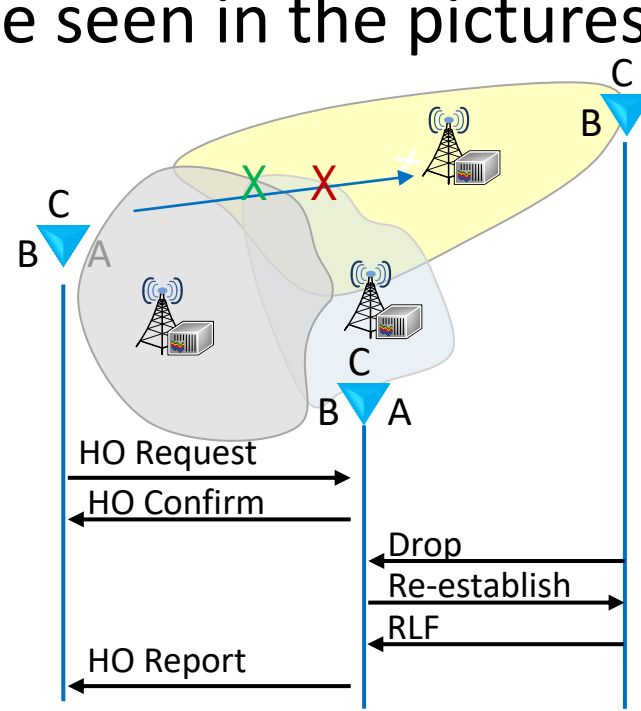 e seen in the pictures
C
B
C
B A
X X
C
B A
HO Request
HO Confirm
Drop
Re-establish
RLF
HO Report